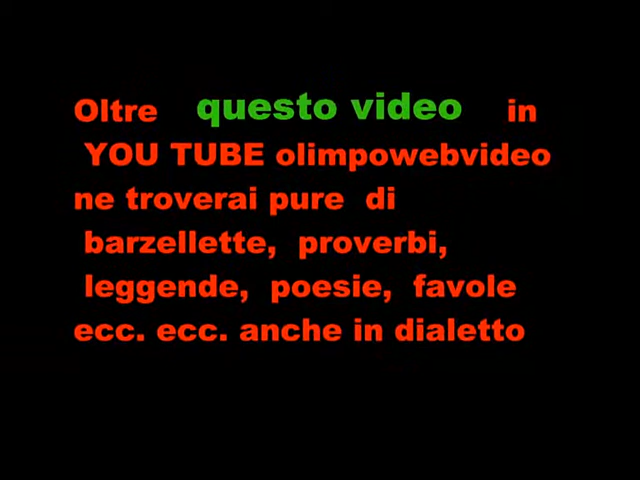 Oltre questo video in
YOU TUBE olimpowebvideo
ne troverai pure di
barzellette, proverbi,
leggende, poesie, favole
ecc. ecc. anche in dialetto